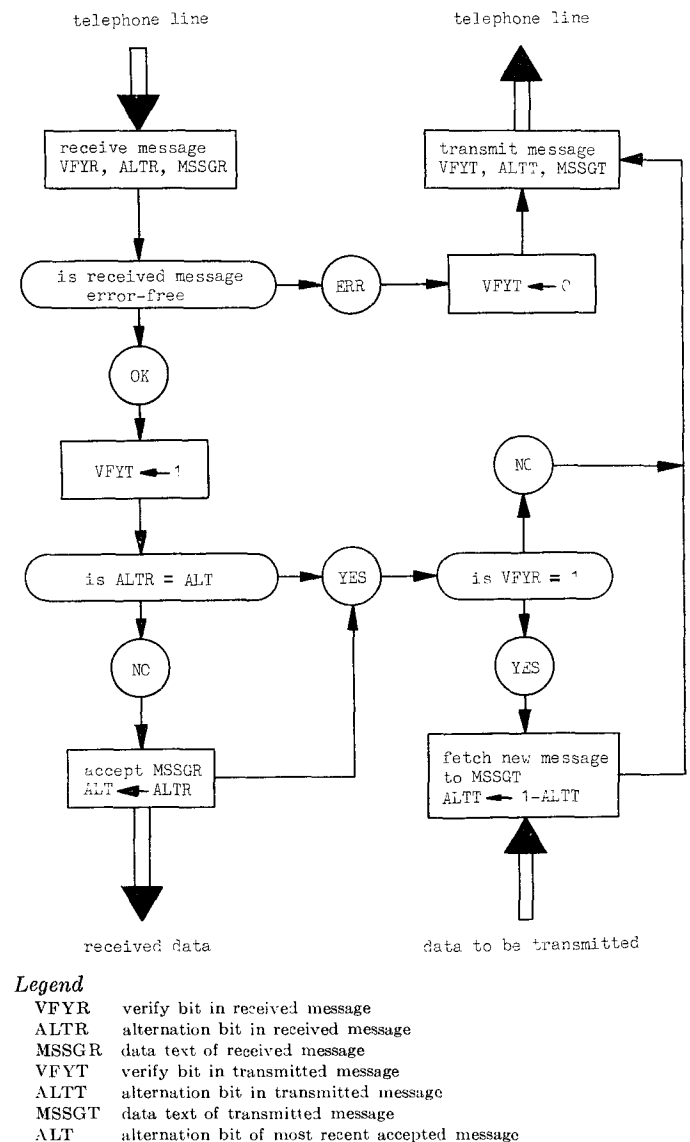 telephone line
telephone line
receive message
VFYR, ALTR, MSSGR
transmit message
VFYT, ALTT, MSSGT
is received message
error-free
ERR
VFYT ← 0
OK
VFYT ← 1
NO
is ALTR = ALT
YES
is VFYR = 1
NO
YES
accept MSSGR
ALT ← ALTR
fetch new message
to MSSGT
ALTT ← 1-ALTT
received data
data to be transmitted
Legend
VFYR verify bit in received message
ALTR alternation bit in received message
MSSGR data text of received message
VFYT verify bit in transmitted message
ALTT alternation bit in transmitted message
MSSGT data text of transmitted message
ALT alternation bit of most recent accepted message